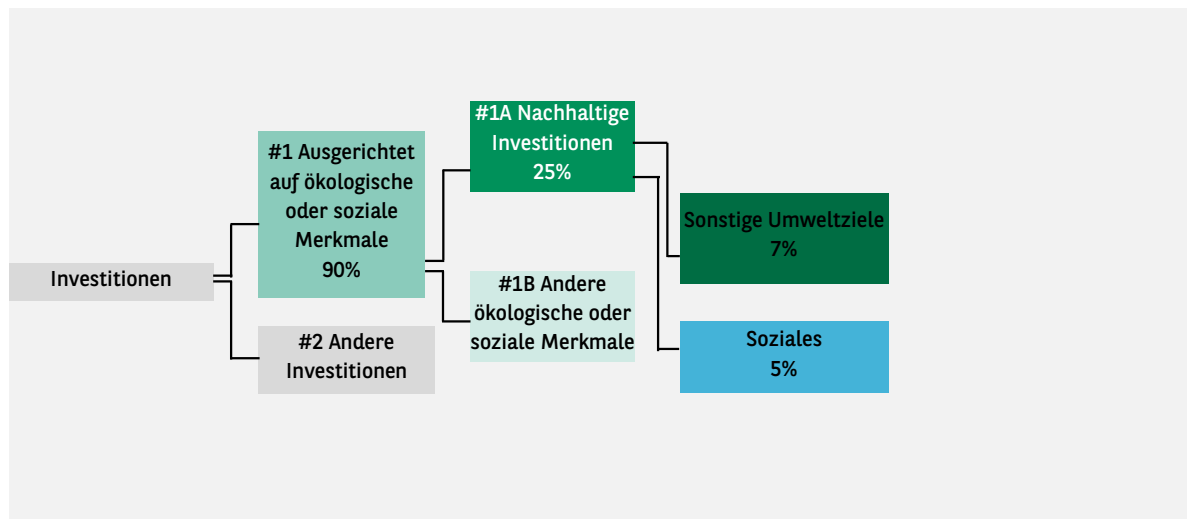 Investitionen
#1 Ausgerichtet
auf ökologische
oder soziale
Merkmale
90%
#2 Andere
Investitionen
#1A Nachhaltige
Investitionen
25%
#1B Andere
ökologische oder
soziale Merkmale
Sonstige Umweltziele
7%
Soziales
5%